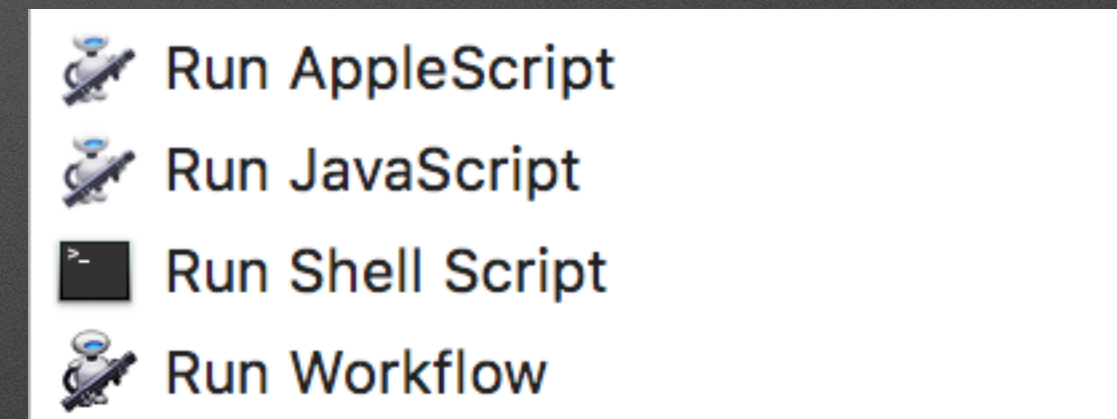 Run AppleScript
Run JavaScript
>_
Run Shell Script
Run Workflow